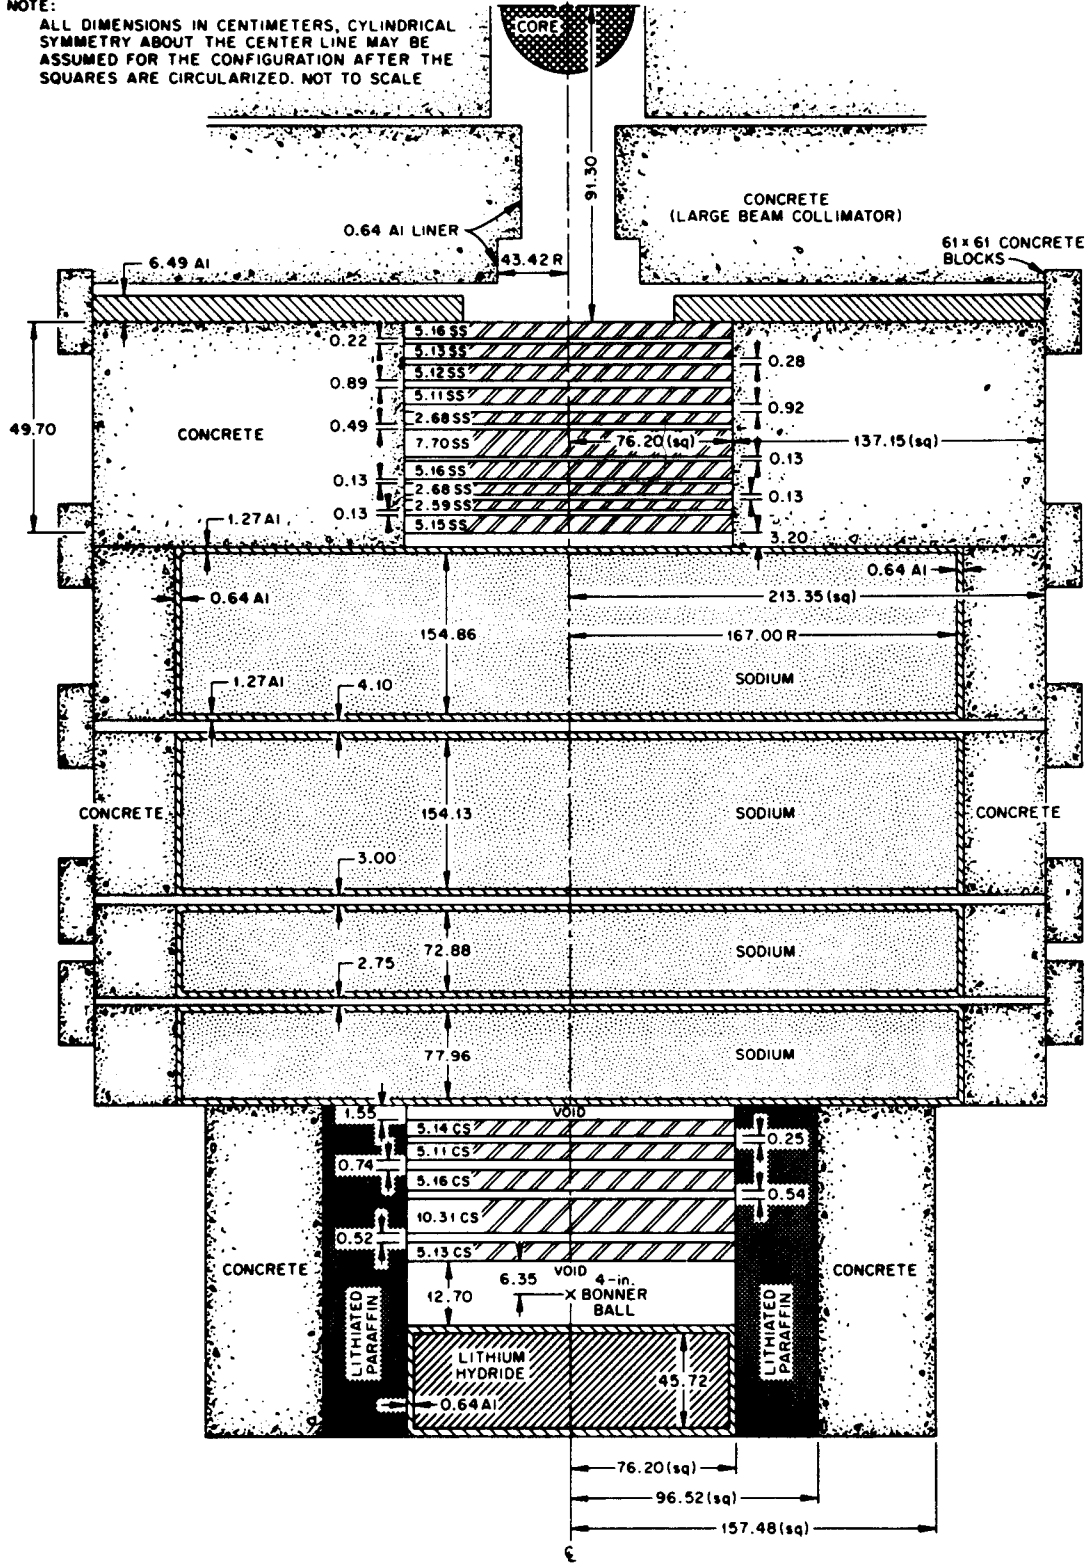 NOTE:
ALL DIMENSIONS IN CENTIMETERS, CYLINDRICAL
SYMMETRY ABOUT THE CENTER LINE MAY BE
ASSUMED FOR THE CONFIGURATION AFTER THE
SQUARES ARE CIRCULARIZED. NOT TO SCALE
CORE
91.30
CONCRETE
(LARGE BEAM COLLIMATOR)
0.64 Al LINER
61 × 61 CONCRETE
BLOCKS
43.42 R
6.49 Al
5.16 SS
0.22
5.13 SS
0.28
5.12 SS
0.89
5.11 SS
0.92
2.68 SS
0.49
49.70
CONCRETE
7.70 SS
76.20 (sq)
137.15 (sq)
0.13
5.16 SS
0.13
2.68 SS
0.13
2.59 SS
0.13
5.15 SS
1.27 Al
3.20
0.64 Al
0.64 Al
213.35 (sq)
154.86
167.00 R
SODIUM
1.27 Al
4.10
CONCRETE
154.13
SODIUM
CONCRETE
3.00
72.88
SODIUM
2.75
77.96
SODIUM
1.55
VOID
5.14 CS
0.25
5.11 CS
0.74
5.16 CS
0.54
10.31 CS
0.52
5.13 CS
CONCRETE
VOID
CONCRETE
6.35
4-in.
BONNER
BALL
12.70
LITHIATED
PARAFFIN
LITHIATED
PARAFFIN
LITHIUM
HYDRIDE
45.72
0.64 Al
76.20 (sq)
96.52 (sq)
157.48 (sq)
℄